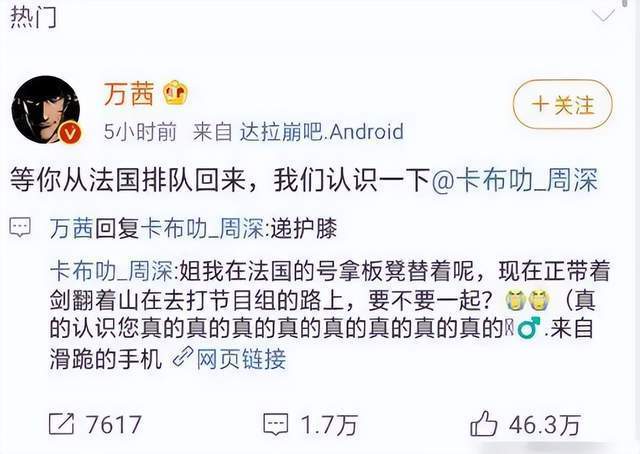 热门
万茜
5小时前 来自 达拉崩吧.Android
＋关注
等你从法国排队回来，我们认识一下@卡布叻_周深
万茜回复卡布叻_周深:递护膝
卡布叻_周深:姐我在法国的号拿板凳替着呢，现在正带着
剑翻着山在去打节目组的路上，要不要一起？😭😭（真
的认识您真的真的真的真的真的真的真的真的♂.来自
滑跪的手机 网页链接
7617
1.7万
46.3万